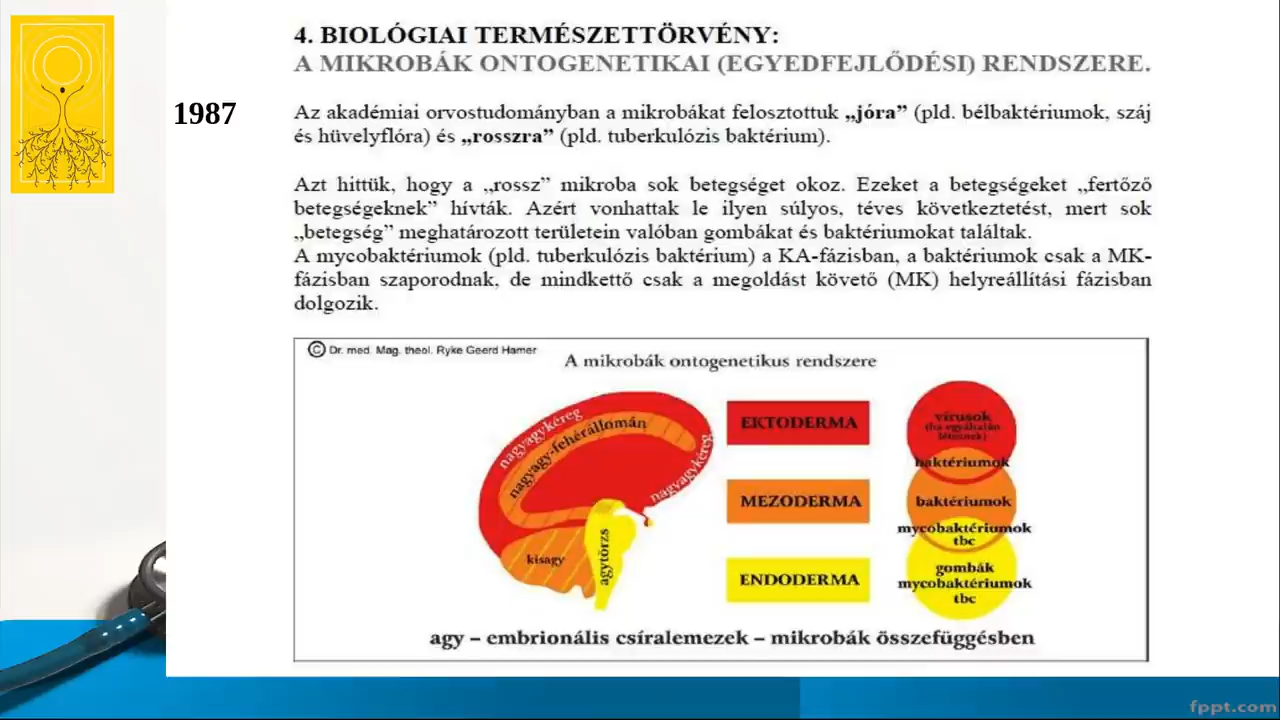 4. BIOLÓGIAI TERMÉSZETTÖRVÉNY:
A MIKROBÁK ONTOGENETIKAI (EGYEDFEJLŐDÉSI) RENDSZERE.
1987
Az akadémiai orvostudományban a mikrobákat felosztottuk „jóra” (pld. bélbaktériumok, száj
és hüvelyflóra) és „rosszra” (pld. tuberkulózis baktérium).
Azt hittük, hogy a „rossz” mikroba sok betegséget okoz. Ezeket a betegségeket „fertőző
betegségeknek” hívták. Azért vonhattak le ilyen súlyos, téves következtetést, mert sok
„betegség” meghatározott területein valóban gombákat és baktériumokat találtak.
A mycobaktériumok (pld. tuberkulózis baktérium) a KA-fázisban, a baktériumok csak a MK-
fázisban szaporodnak, de mindkettő csak a megoldást követő (MK) helyreállítási fázisban
dolgozik.
© Dr. med. Mag. theol. Ryke Geerd Hamer
A mikrobák ontogenetikus rendszere
nagyagykéreg
nagyagy-fehérállomán
nagyagykéreg
kisagy
agytörzs
EKTODERMA
MEZODERMA
ENDODERMA
vírusok
(ha egyáltalán
léteznek)
baktériumok
baktériumok
mycobaktériumok
tbc
gombák
mycobaktériumok
tbc
agy – embrionális csíralemezek – mikrobák összefüggésben
fppt.com